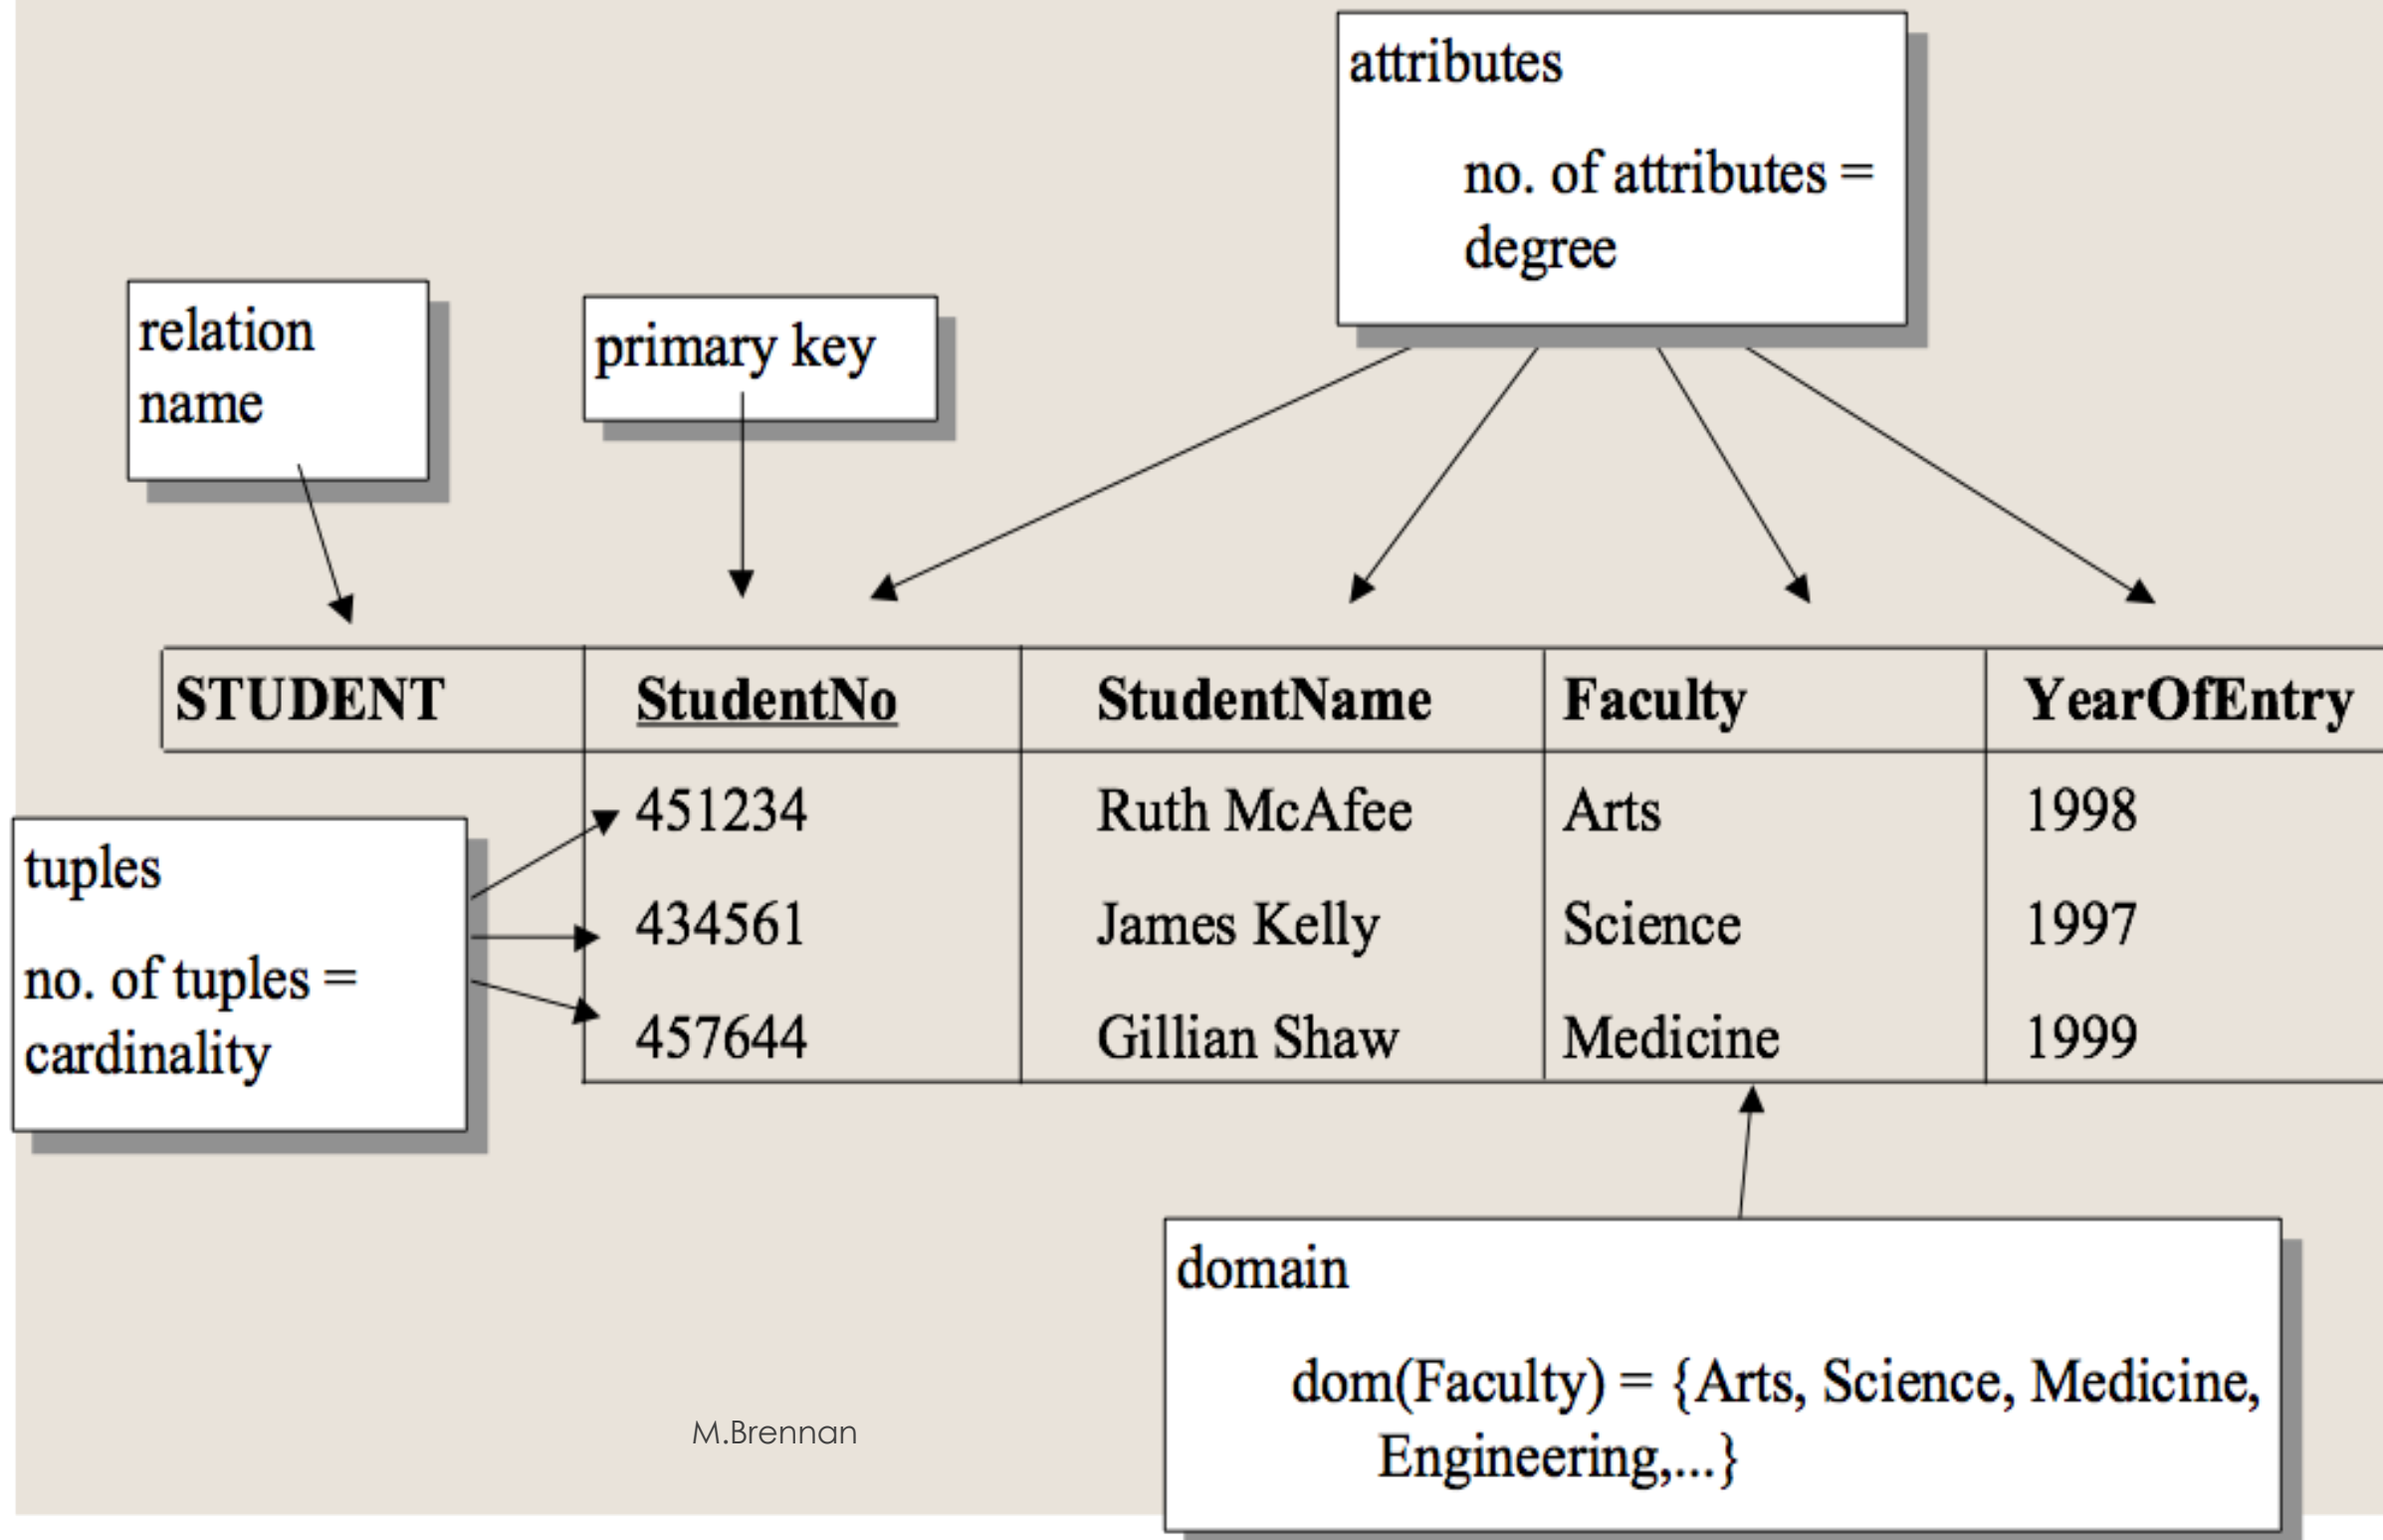 attributes
no. of attributes =
degree
relation
name
primary key
STUDENT StudentNo StudentName Faculty YearOfEntry
451234 Ruth McAfee Arts 1998
434561 James Kelly Science 1997
457644 Gillian Shaw Medicine 1999
tuples
no. of tuples =
cardinality
domain
dom(Faculty) = {Arts, Science, Medicine,
Engineering,...}
M.Brennan